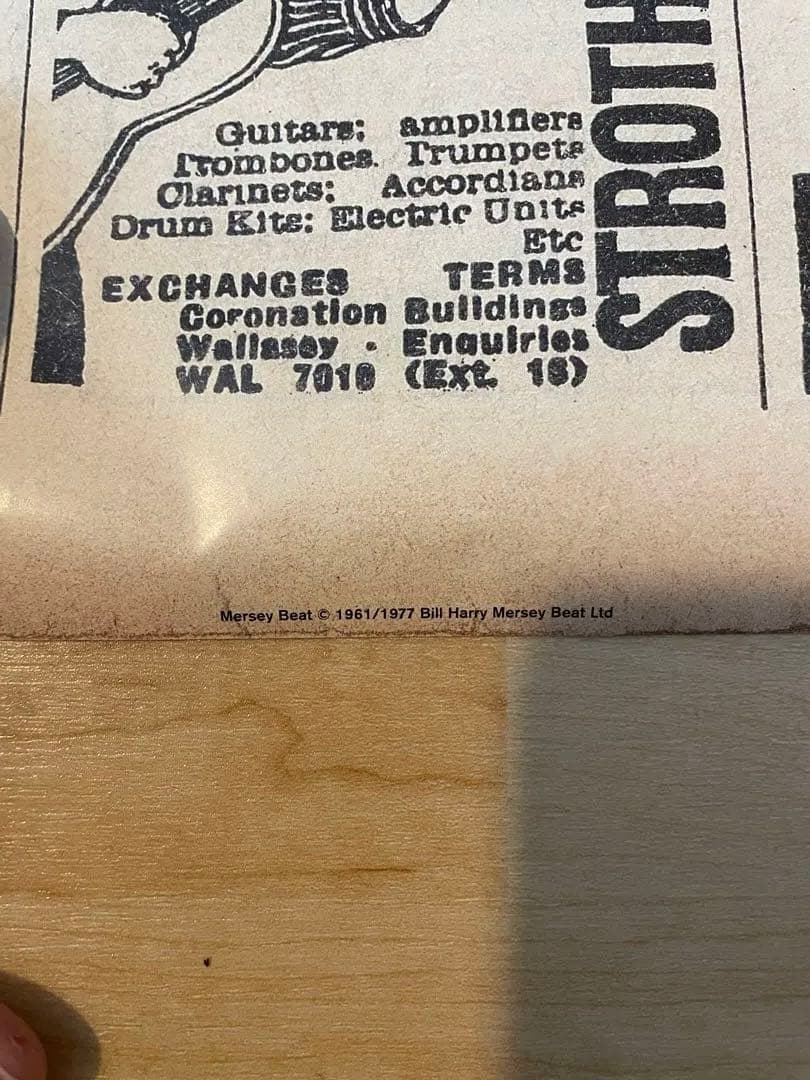 Guitars; amplifiers
Trombones. Trumpets
Clarinets; Accordians
Drum Kits: Electric Units
Etc
EXCHANGES TERMS
Coronation Buildings
Wallasey • Enquiries
WAL 7010 (Ext. 16)
STROTH
Mersey Beat © 1961/1977 Bill Harry Mersey Beat Ltd